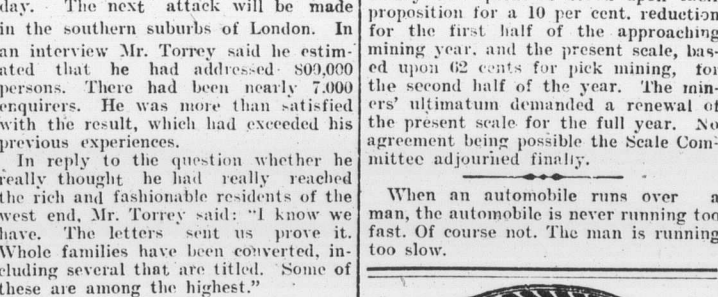 day. The next attack will be made
in the southern suburbs of London. In
an interview Mr. Torrey said he estim-
ated that he had addressed 800,000
persons. There had been nearly 7.000
enquirers. He was more than satisfied
with the result, which had exceeded his
previous experiences.
In reply to the question whether he
really thought he had really reached
the rich and fashionable residents of the
west end, Mr. Torrey said: "I know we
have. The letters sent us prove it.
Whole families have been converted, in-
cluding several that are titled. Some of
these are among the highest."
proposition for a 10 per cent. reduction
for the first half of the approaching
mining year. and the present scale, bas-
ed upon 62 cents for pick mining, for
the second half of the year. The min-
ers' ultimatum demanded a renewal of
the present scale for the full year. No
agreement being possible the Scale Com-
mittee adjourned finally.
When an automobile runs over a
man, the automobile is never running too
fast. Of course not. The man is running
too slow.